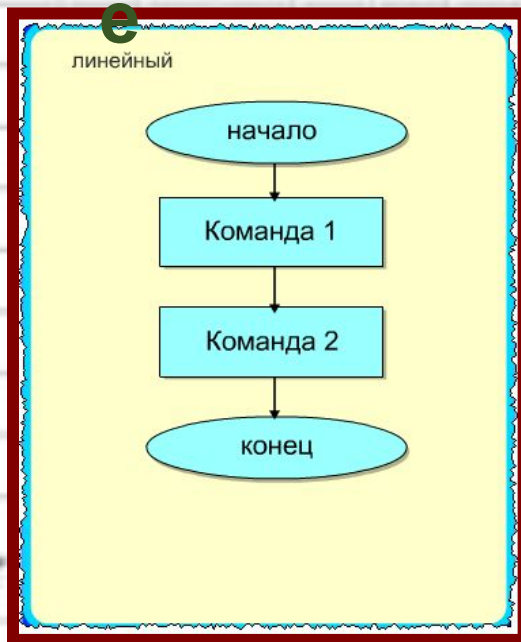 е
линейный
начало
Команда 1
Команда 2
конец